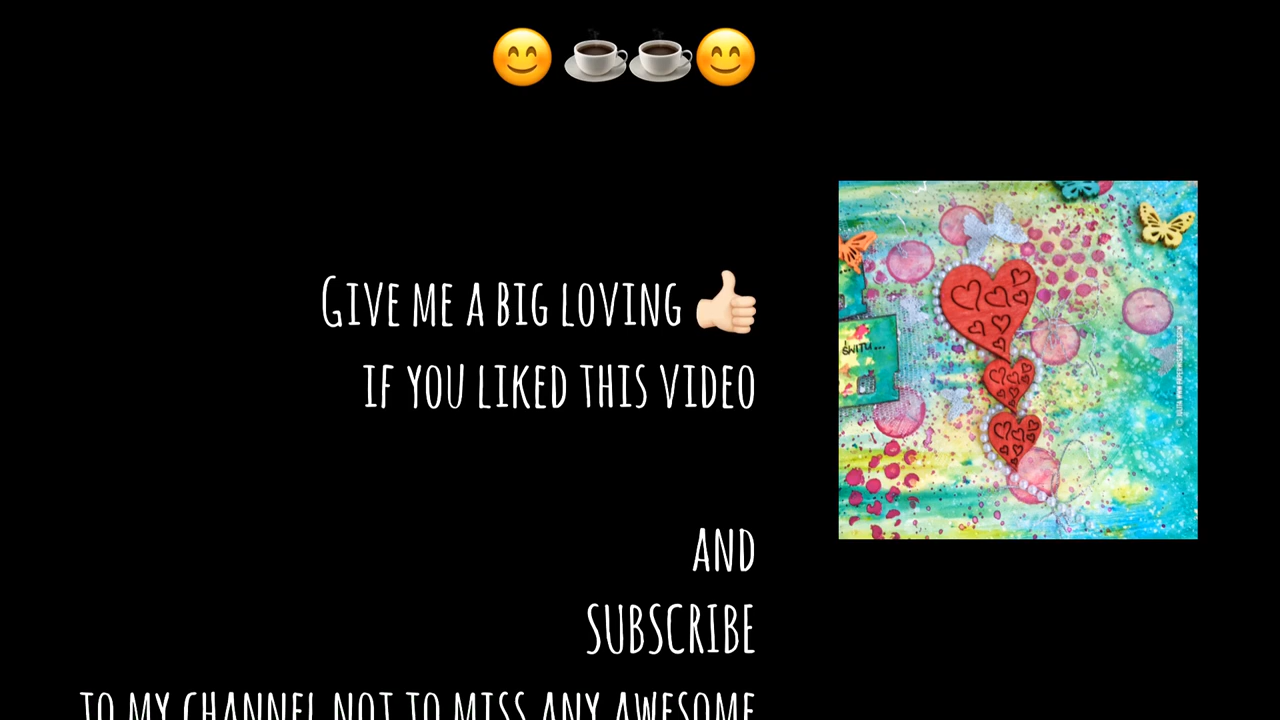 😊 ☕☕😊
GIVE ME A BIG LOVING 👍🏻
IF YOU LIKED THIS VIDEO
AND
SUBSCRIBE
TO MY CHANNEL NOT TO MISS ANY AWESOME